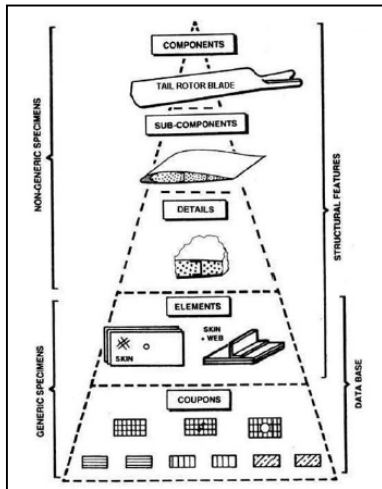 COMPONENTS
TAIL ROTOR BLADE
SUB-COMPONENTS
DETAILS
ELEMENTS
SKIN
SKIN
+ WEB
COUPONS
NON-GENERIC SPECIMENS
GENERIC SPECIMENS
STRUCTURAL FEATURES
DATA BASE